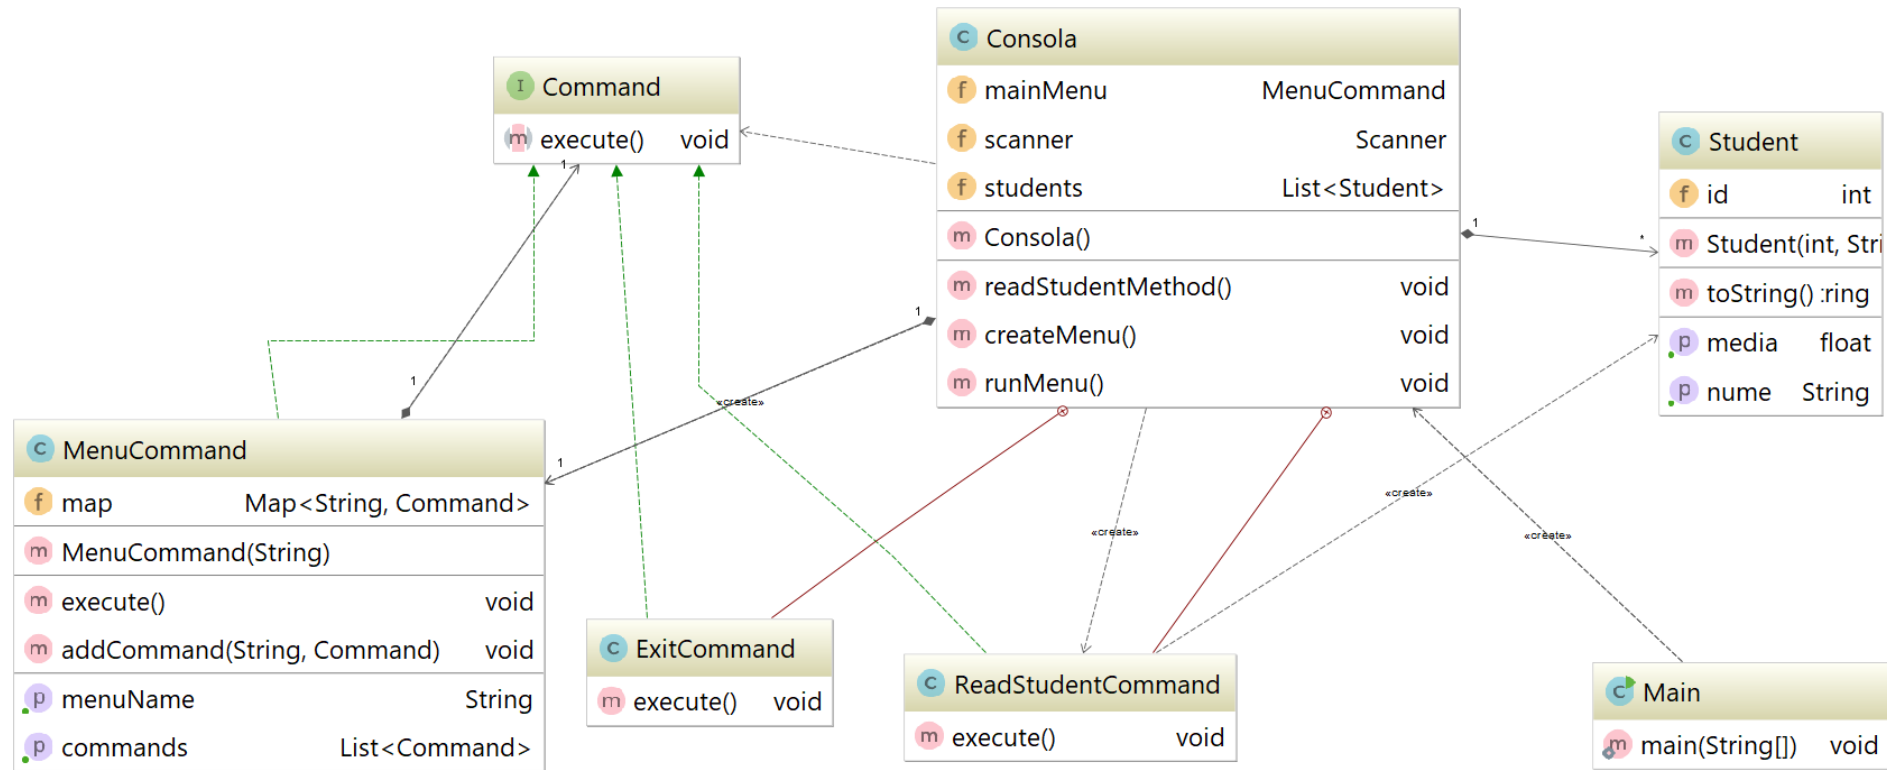 Command
execute() void
Consola
mainMenu MenuCommand
scanner Scanner
students List<Student>
Consola()
readStudentMethod() void
createMenu() void
runMenu() void
Student
id int
Student(int, Stri
toString() :ring
media float
nume String
1
1
1
1
1
*
«create»
«create»
«create»
«create»
MenuCommand
map Map<String, Command>
MenuCommand(String)
execute() void
addCommand(String, Command) void
menuName String
commands List<Command>
ExitCommand
execute() void
ReadStudentCommand
execute() void
Main
main(String[]) void